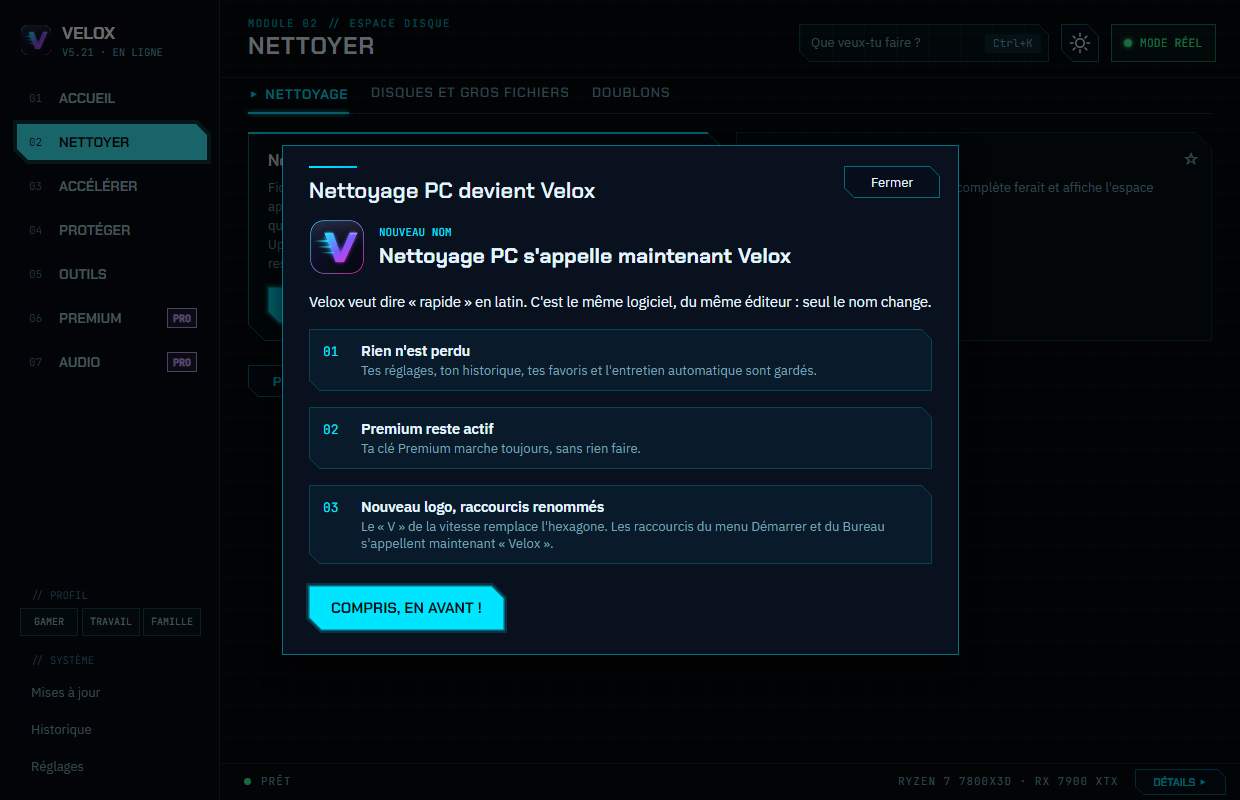 VELOX
V5.21 · EN LIGNE
01 ACCUEIL
02 NETTOYER
03 ACCÉLÉRER
04 PROTÉGER
05 OUTILS
06 PREMIUM PRO
07 AUDIO PRO
// PROFIL
GAMER TRAVAIL FAMILLE
// SYSTÈME
Mises à jour
Historique
Réglages
MODULE 02 // ESPACE DISQUE
NETTOYER
Que veux-tu faire ? Ctrl+K
MODE RÉEL
▸ NETTOYAGE DISQUES ET GROS FICHIERS DOUBLONS
complète ferait et affiche l'espace
Nettoyage PC devient Velox
Fermer
NOUVEAU NOM
Nettoyage PC s'appelle maintenant Velox
Velox veut dire « rapide » en latin. C'est le même logiciel, du même éditeur : seul le nom change.
01 Rien n'est perdu
Tes réglages, ton historique, tes favoris et l'entretien automatique sont gardés.
02 Premium reste actif
Ta clé Premium marche toujours, sans rien faire.
03 Nouveau logo, raccourcis renommés
Le « V » de la vitesse remplace l'hexagone. Les raccourcis du menu Démarrer et du Bureau
s'appellent maintenant « Velox ».
COMPRIS, EN AVANT !
PRÊT
RYZEN 7 7800X3D · RX 7900 XTX
DÉTAILS ▸